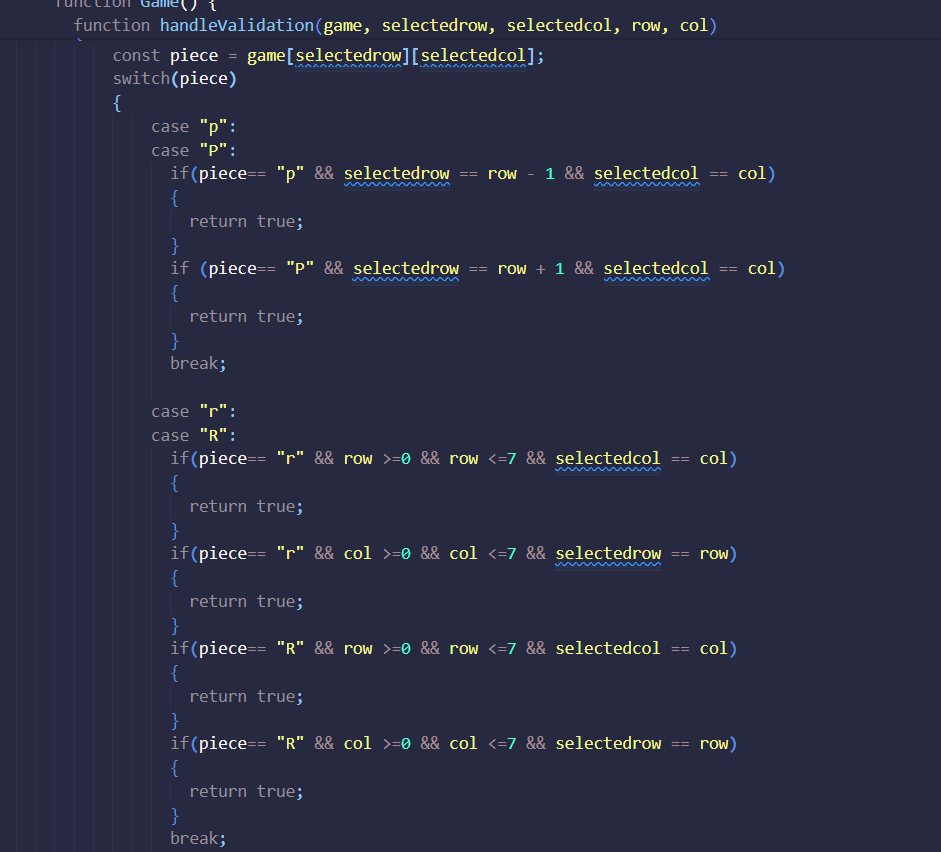 function Game() {
function handleValidation(game, selectedrow, selectedcol, row, col)
{
const piece = game[selectedrow][selectedcol];
switch(piece)
{
case "p":
case "P":
if(piece== "p" && selectedrow == row - 1 && selectedcol == col)
{
return true;
}
if (piece== "P" && selectedrow == row + 1 && selectedcol == col)
{
return true;
}
break;
case "r":
case "R":
if(piece== "r" && row >=0 && row <=7 && selectedcol == col)
{
return true;
}
if(piece== "r" && col >=0 && col <=7 && selectedrow == row)
{
return true;
}
if(piece== "R" && row >=0 && row <=7 && selectedcol == col)
{
return true;
}
if(piece== "R" && col >=0 && col <=7 && selectedrow == row)
{
return true;
}
break;